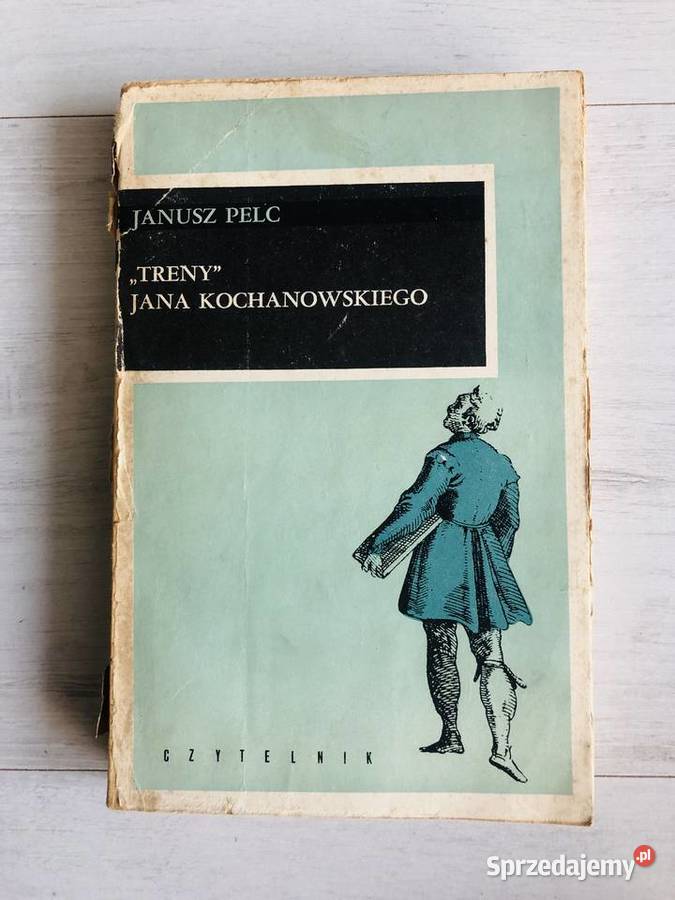 JANUSZ PELC
„TRENY”
JANA KOCHANOWSKIEGO
CZYTELNIK
Sprzedajemy.pl